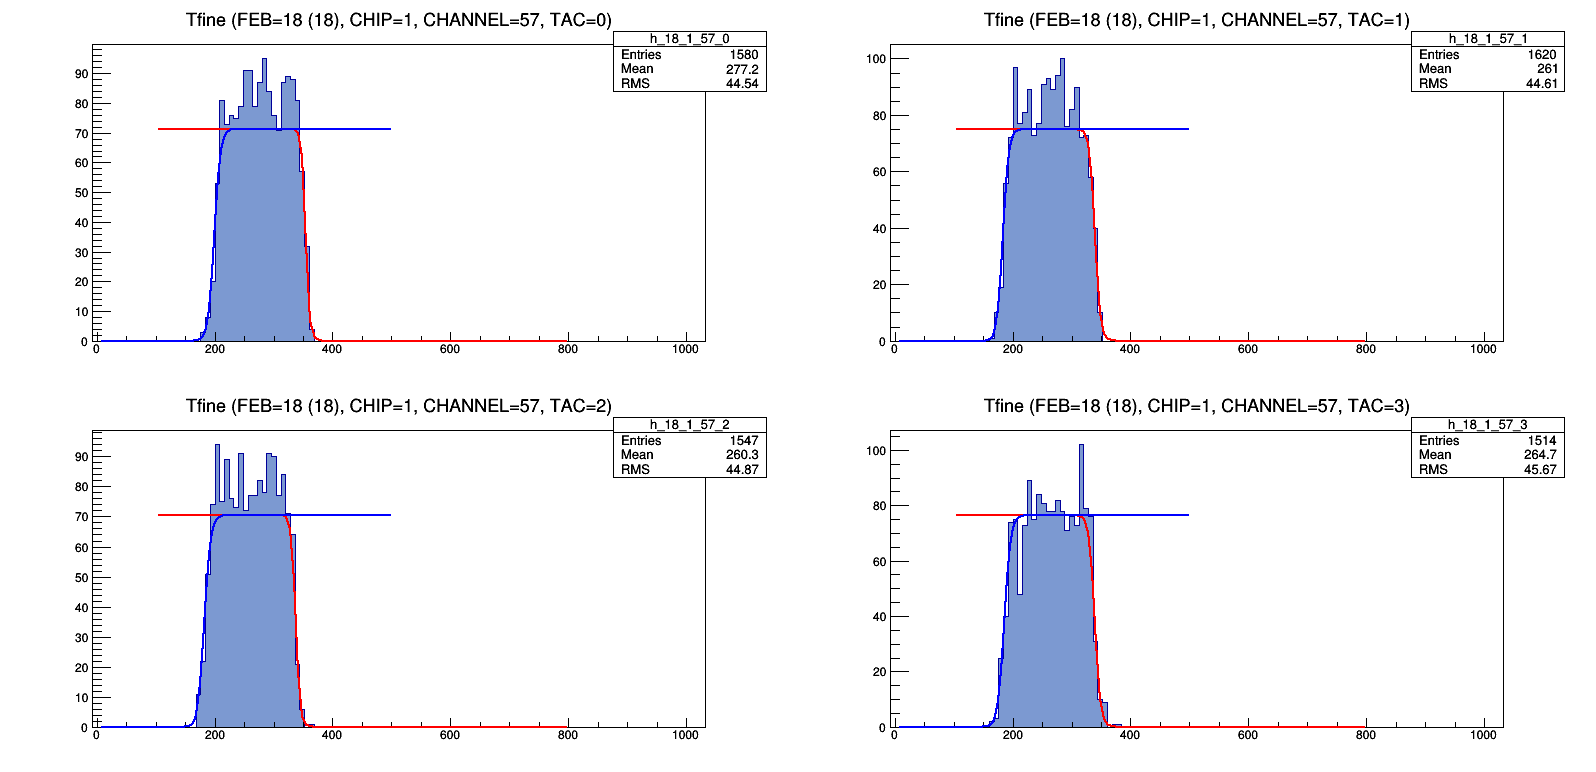 Tfine (FEB=18 (18), CHIP=1, CHANNEL=57, TAC=0)
h_18_1_57_0
Entries 1580
Mean 277.2
RMS 44.54
90
80
70
60
50
40
30
20
10
0
0 200 400 600 800 1000
Tfine (FEB=18 (18), CHIP=1, CHANNEL=57, TAC=1)
h_18_1_57_1
Entries 1620
Mean 261
RMS 44.61
100
80
60
40
20
0
0 200 400 600 800 1000
Tfine (FEB=18 (18), CHIP=1, CHANNEL=57, TAC=2)
h_18_1_57_2
Entries 1547
Mean 260.3
RMS 44.87
90
80
70
60
50
40
30
20
10
0
0 200 400 600 800 1000
Tfine (FEB=18 (18), CHIP=1, CHANNEL=57, TAC=3)
h_18_1_57_3
Entries 1514
Mean 264.7
RMS 45.67
100
80
60
40
20
0
0 200 400 600 800 1000